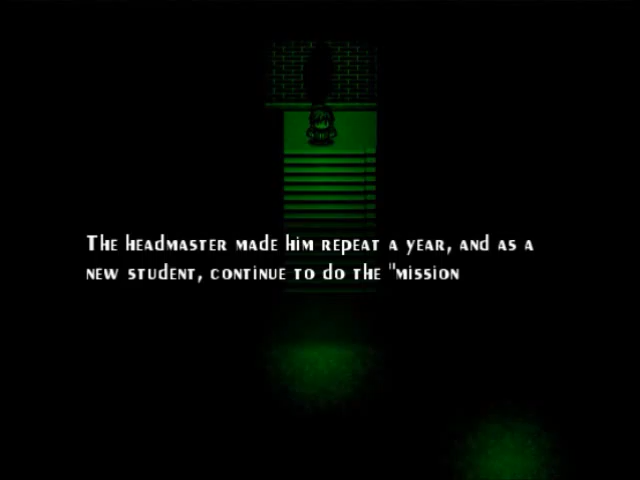 The headmaster made him repeat a year, and as a
new student, continue to do the "mission